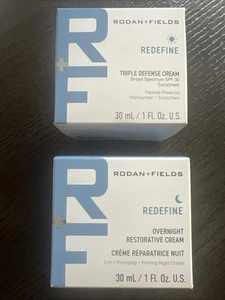 R+F
RODAN+FIELDS
REDEFINE
TRIPLE DEFENSE CREAM
Broad Spectrum SPF 30
Sunscreen
Peptide-Powered
Moisturizer + Sunscreen
30 mL / 1 Fl. Oz. U.S.
R+F
RODAN+FIELDS
REDEFINE
OVERNIGHT
RESTORATIVE CREAM
CRÈME RÉPARATRICE NUIT
2-in-1 Plumping + Firming Night Cream
30 mL / 1 Fl. Oz. U.S.